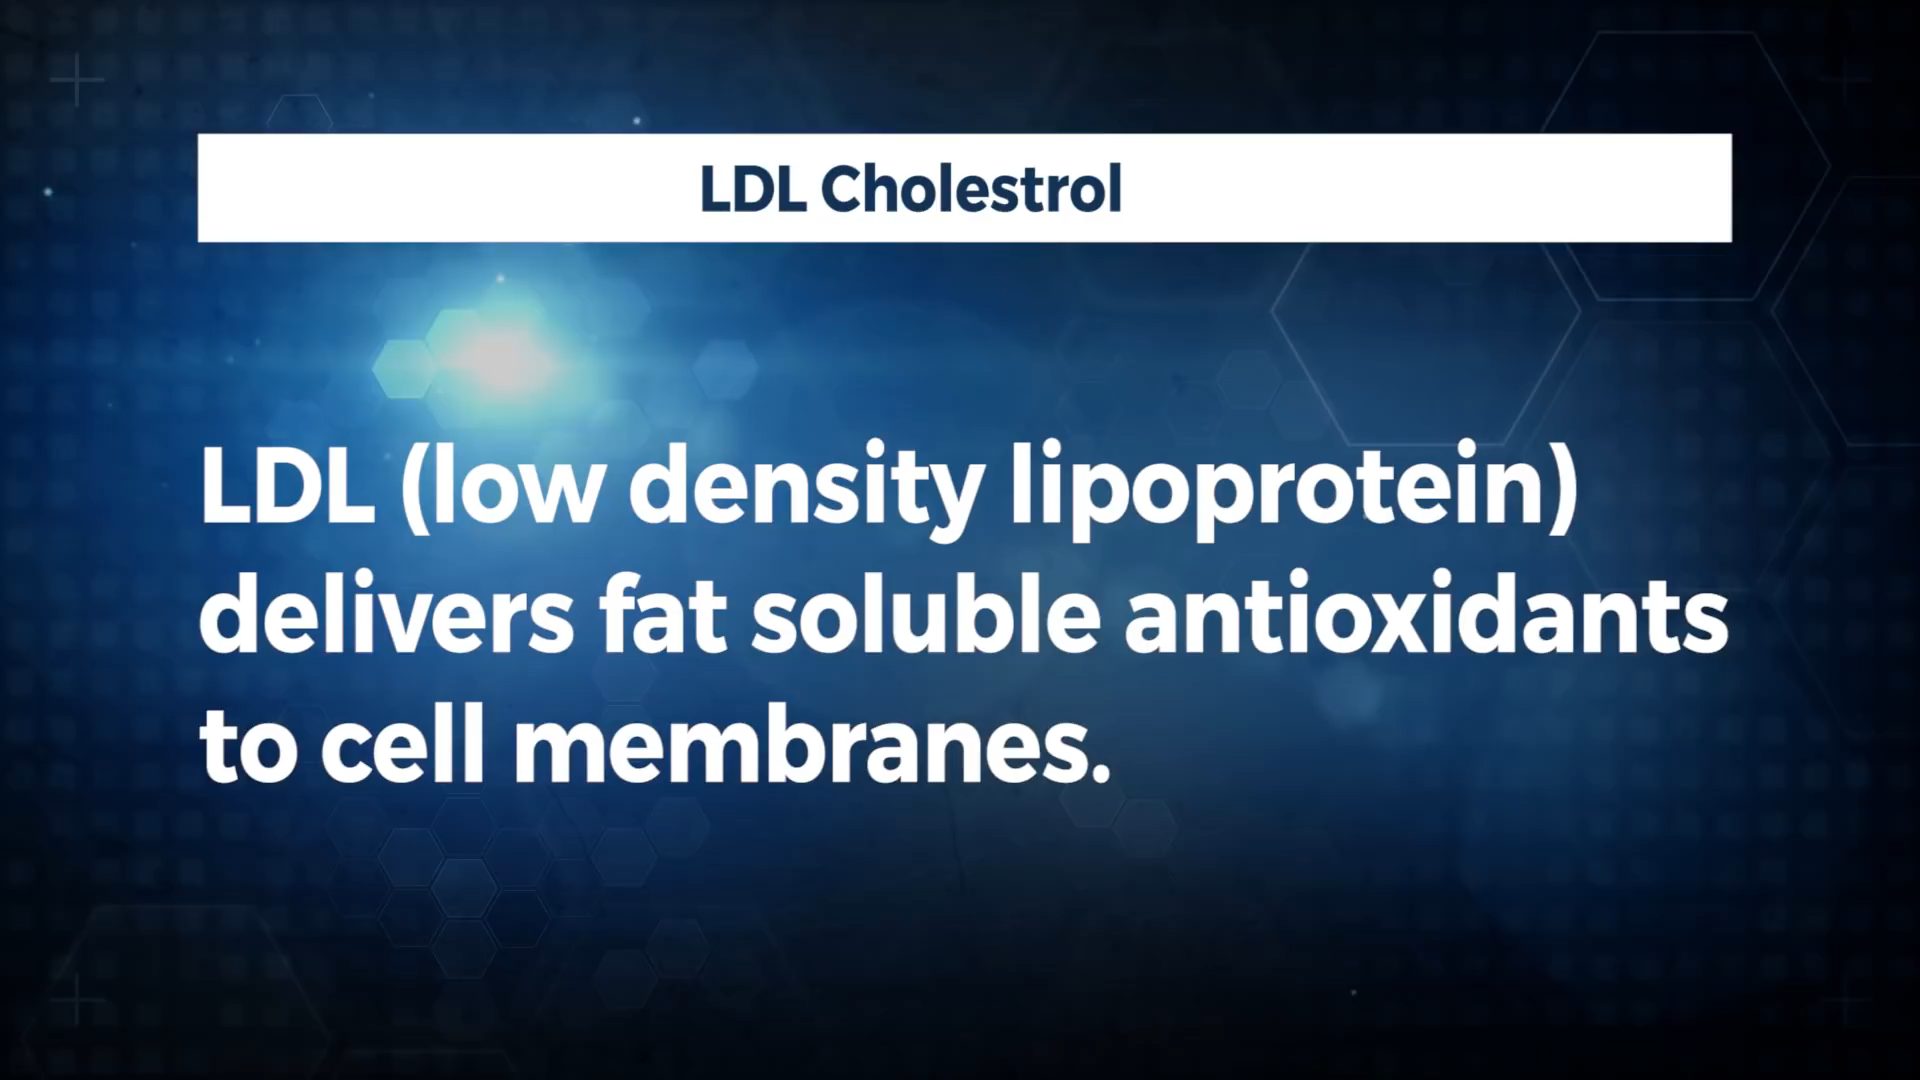 LDL Cholestrol
LDL (low density lipoprotein)
delivers fat soluble antioxidants
to cell membranes.